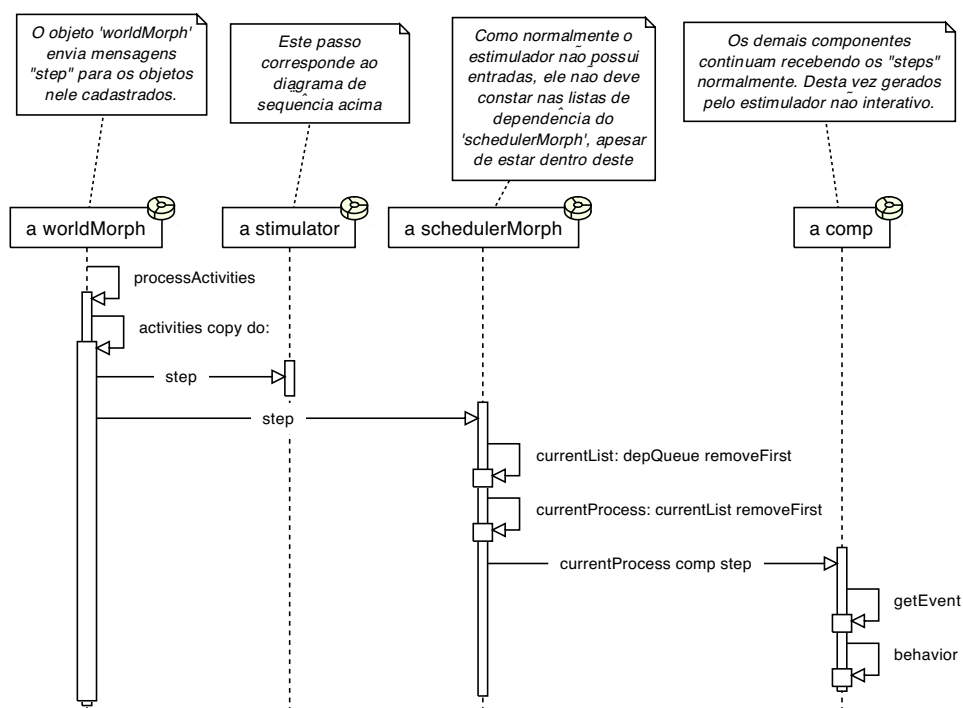 O objeto 'worldMorph'
envia mensagens
"step" para os objetos
nele cadastrados.
Este passo
corresponde ao
diagrama de
sequência acima
Como normalmente o
estimulador não possui
entradas, ele nao deve
constar nas listas de
dependência do
'schedulerMorph', apesar
de estar dentro deste
Os demais componentes
continuam recebendo os "steps"
normalmente. Desta vez gerados
pelo estimulador não interativo.
a worldMorph
a stimulator
a schedulerMorph
a comp
processActivities
activities copy do:
step
step
currentList: depQueue removeFirst
currentProcess: currentList removeFirst
currentProcess comp step
getEvent
behavior